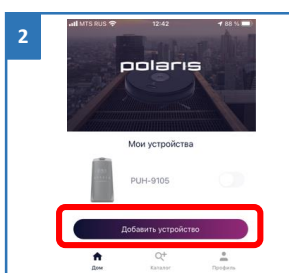 2
MTS RUS 12:42 88 %
polaris
Мои устройства
PUH-9105
Добавить устройство
Дом Каталог Профиль